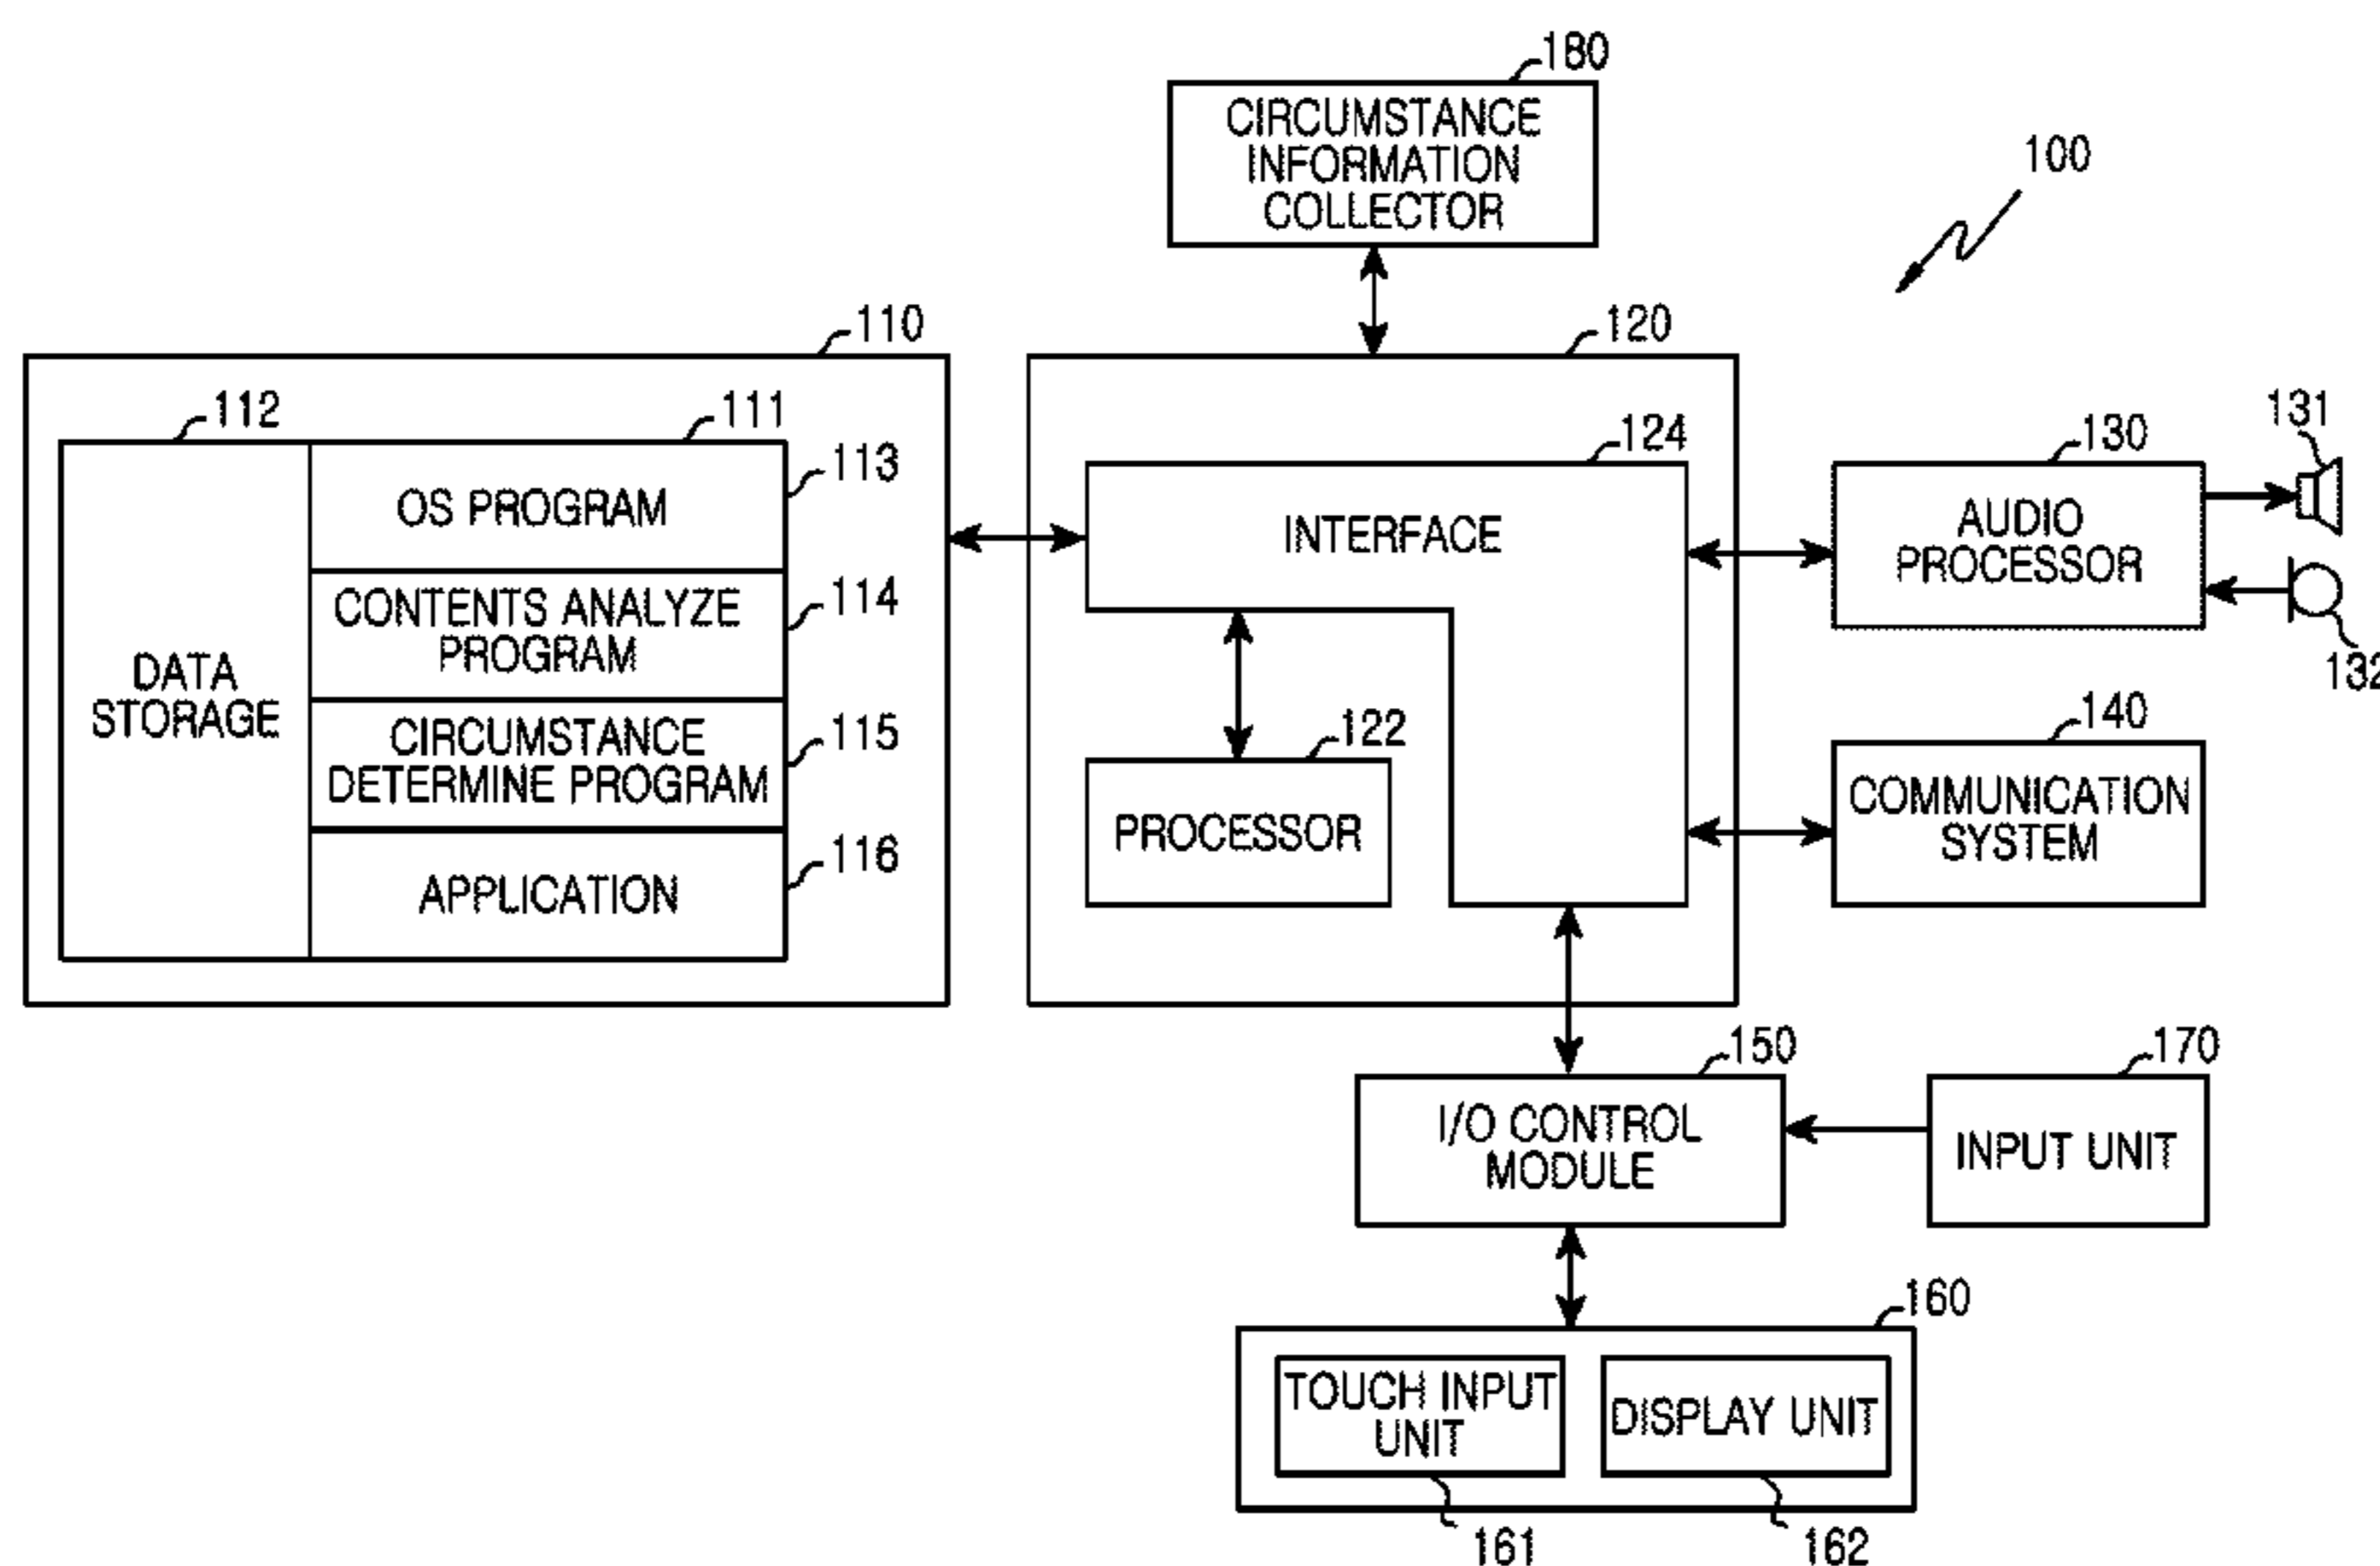 180
CIRCUMSTANCE
INFORMATION
COLLECTOR
100
110
120
112
111
113
OS PROGRAM
114
CONTENTS ANALYZE
PROGRAM
DATA
STORAGE
115
CIRCUMSTANCE
DETERMINE PROGRAM
116
APPLICATION
124
INTERFACE
122
PROCESSOR
130
AUDIO
PROCESSOR
131
132
140
COMMUNICATION
SYSTEM
150
I/O CONTROL
MODULE
170
INPUT UNIT
160
TOUCH INPUT
UNIT
DISPLAY UNIT
161
162